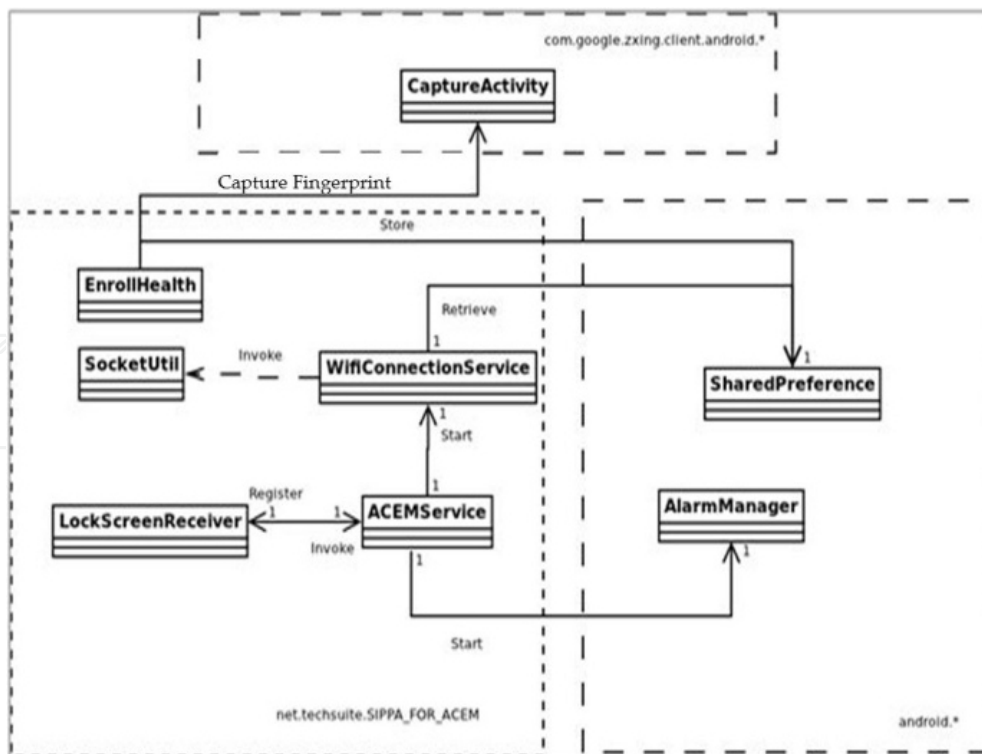 com.google.zxing.client.android.*
CaptureActivity
Capture Fingerprint
Store
EnrollHealth
Retrieve
1
1
SocketUtil
Invoke
WifiConnectionService
SharedPreference
1
Start
1
Register
LockScreenReceiver
1
1
ACEMService
AlarmManager
Invoke
1
1
Start
net.techsuite.SIPPA_FOR_ACEM
android.*